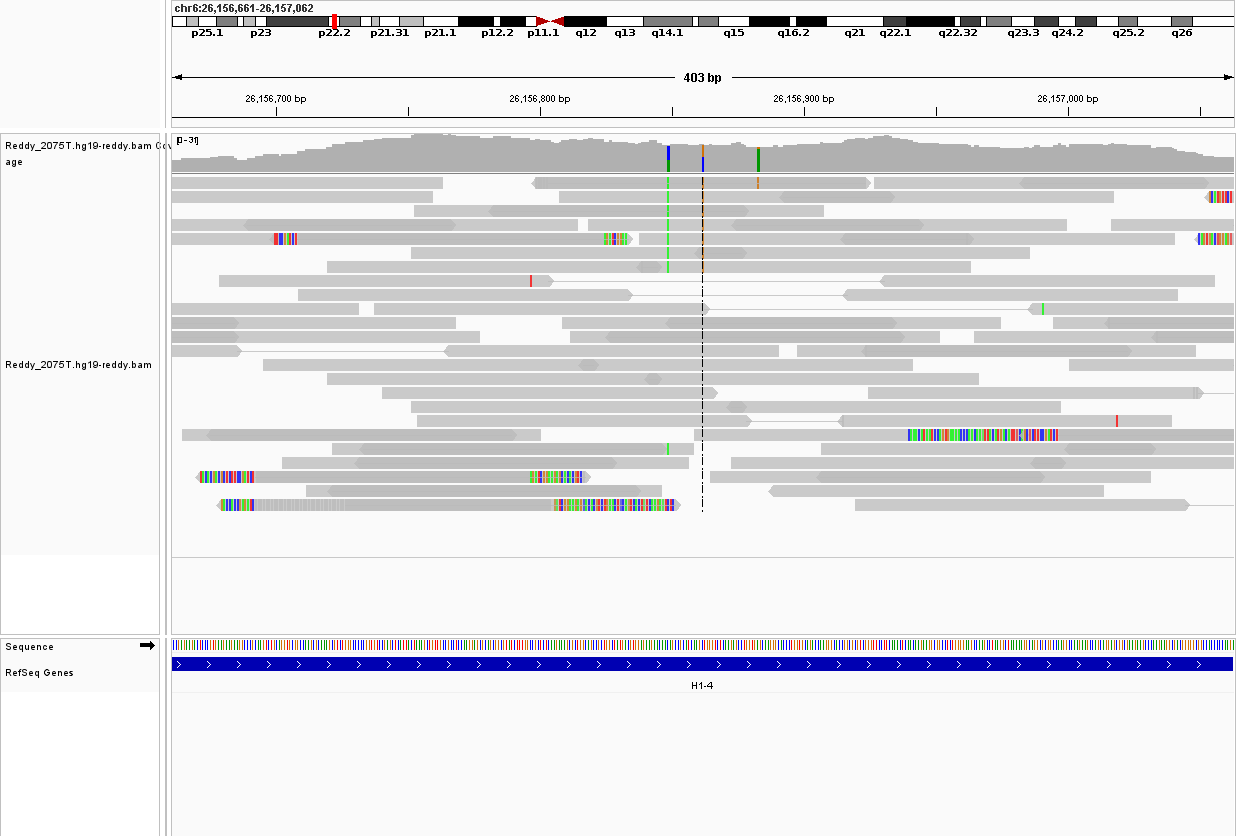 chr6:26,156,661-26,157,062
p25.1 p23 p22.2 p21.31 p21.1 p12.2 p11.1 q12 q13 q14.1 q15 q16.2 q21 q22.1 q22.32 q23.3 q24.2 q25.2 q26
403 bp
26,156,700 bp 26,156,800 bp 26,156,900 bp 26,157,000 bp
[0-31]
Reddy_2075T.hg19-reddy.bam Cov
age
Reddy_2075T.hg19-reddy.bam
Sequence
RefSeq Genes
H1-4